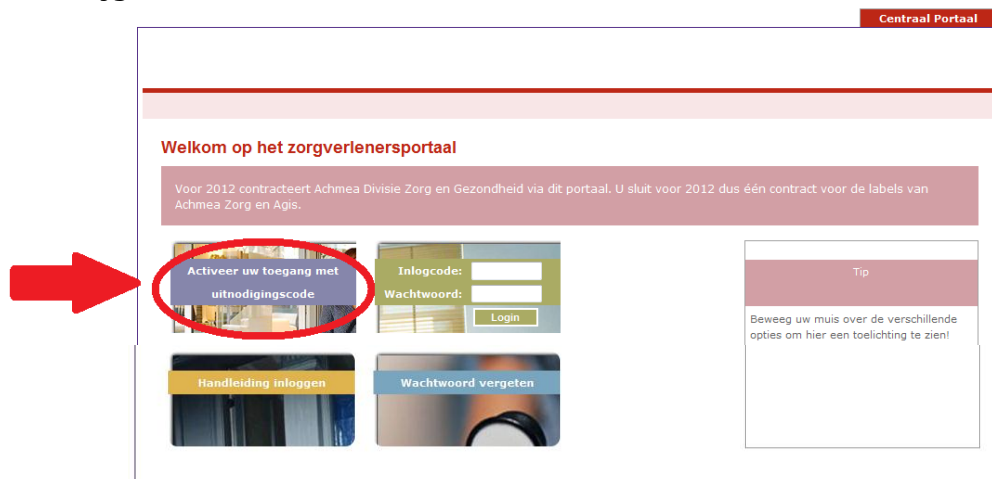 Centraal Portaal
Welkom op het zorgverlenersportaal
Voor 2012 contracteert Achmea Divisie Zorg en Gezondheid via dit portaal. U sluit voor 2012 dus één contract voor de labels van
Achmea Zorg en Agis.
Activeer uw toegang met
uitnodigingscode
Inlogcode:
Wachtwoord:
Login
Tip
Beweeg uw muis over de verschillende
opties om hier een toelichting te zien!
Handleiding inloggen
Wachtwoord vergeten